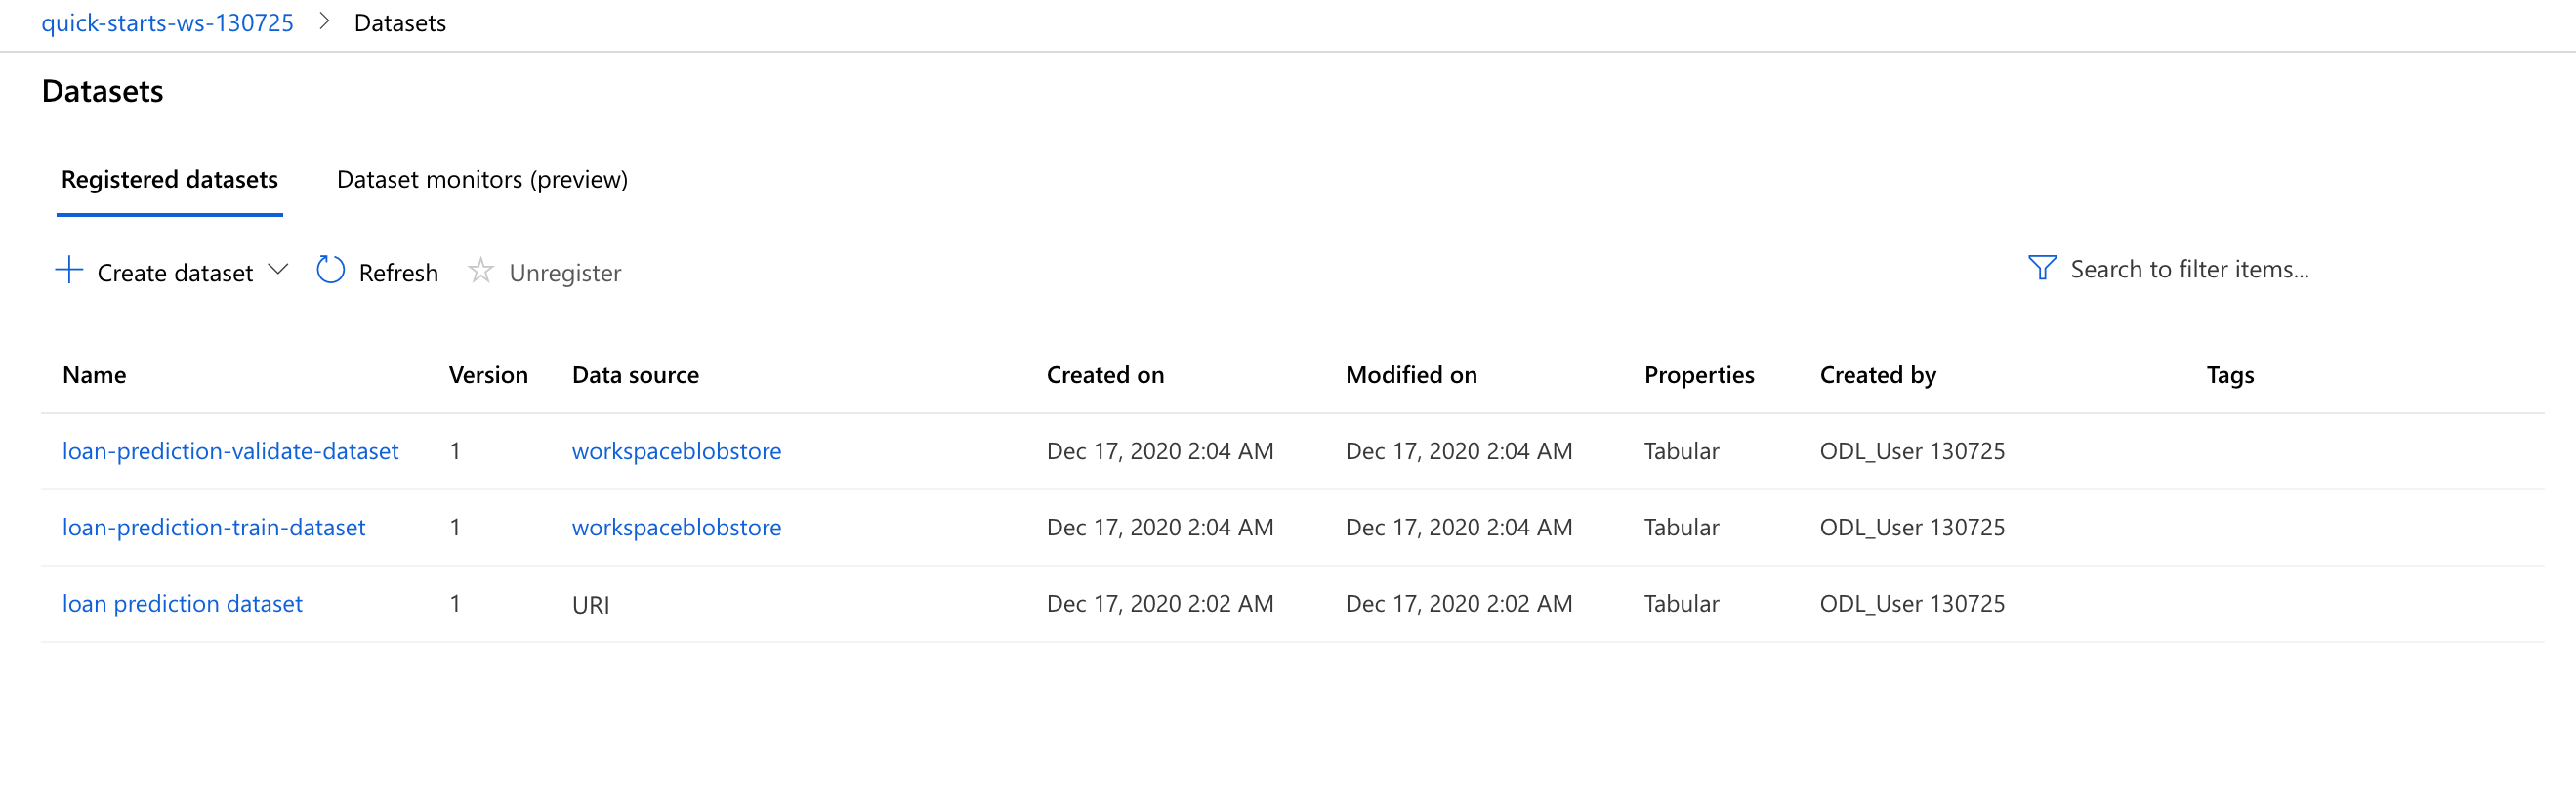 quick-starts-ws-130725 > Datasets
Datasets
Registered datasets Dataset monitors (preview)
Create dataset Refresh Unregister Search to filter items...
Name Version Data source Created on Modified on Properties Created by Tags
loan-prediction-validate-dataset 1 workspaceblobstore Dec 17, 2020 2:04 AM Dec 17, 2020 2:04 AM Tabular ODL_User 130725
loan-prediction-train-dataset 1 workspaceblobstore Dec 17, 2020 2:04 AM Dec 17, 2020 2:04 AM Tabular ODL_User 130725
loan prediction dataset 1 URI Dec 17, 2020 2:02 AM Dec 17, 2020 2:02 AM Tabular ODL_User 130725